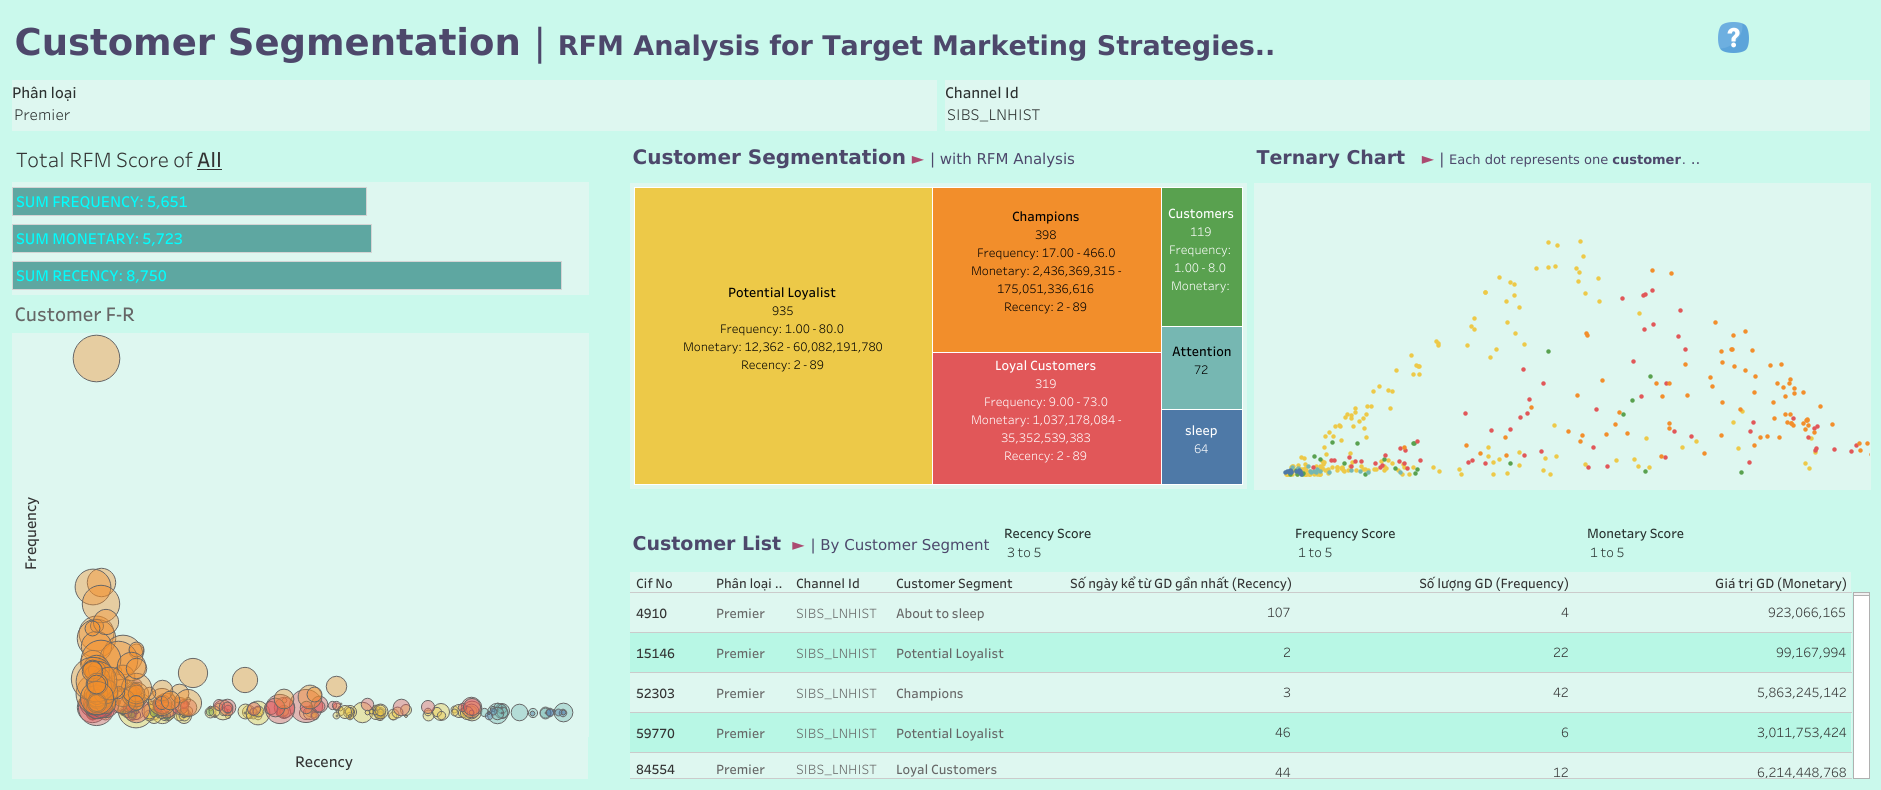 Customer Segmentation | RFM Analysis for Target Marketing Strategies..
?
Phân loại
Premier
Channel Id
SIBS_LNHIST
Total RFM Score of All
SUM FREQUENCY: 5,651
SUM MONETARY: 5,723
SUM RECENCY: 8,750
Customer F-R
Frequency
Recency
Customer Segmentation ► | with RFM Analysis
Potential Loyalist
935
Frequency: 1.00 - 80.0
Monetary: 12,362 - 60,082,191,780
Recency: 2 - 89
Champions
398
Frequency: 17.00 - 466.0
Monetary: 2,436,369,315 -
175,051,336,616
Recency: 2 - 89
Loyal Customers
319
Frequency: 9.00 - 73.0
Monetary: 1,037,178,084 -
35,352,539,383
Recency: 2 - 89
Customers
119
Frequency:
1.00 - 8.0
Monetary:
Attention
72
sleep
64
Ternary Chart ► | Each dot represents one customer. ..
Customer List ► | By Customer Segment
Recency Score
3 to 5
Frequency Score
1 to 5
Monetary Score
1 to 5
Cif No Phân loại .. Channel Id Customer Segment Số ngày kể từ GD gần nhất (Recency) Số lượng GD (Frequency) Giá trị GD (Monetary)
4910 Premier SIBS_LNHIST About to sleep 107 4 923,066,165
15146 Premier SIBS_LNHIST Potential Loyalist 2 22 99,167,994
52303 Premier SIBS_LNHIST Champions 3 42 5,863,245,142
59770 Premier SIBS_LNHIST Potential Loyalist 46 6 3,011,753,424
84554 Premier SIBS_LNHIST Loyal Customers 44 12 6,214,448,768